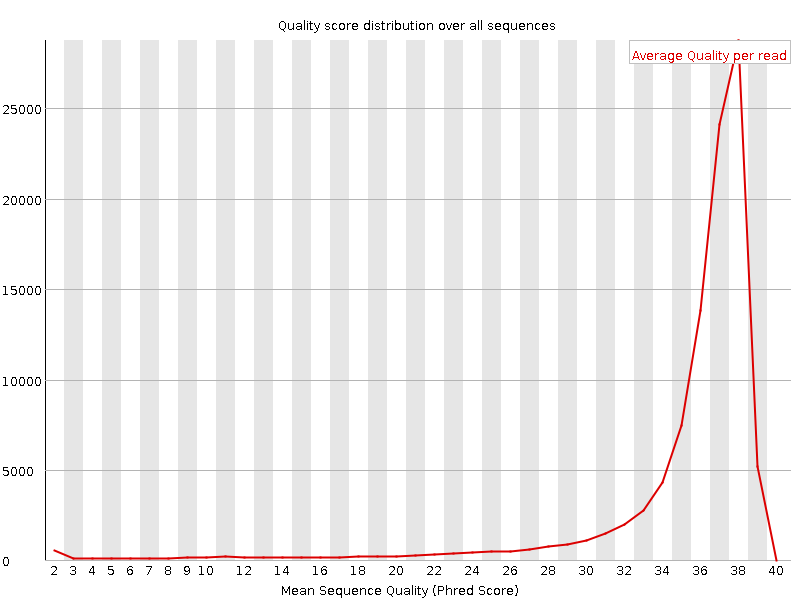 Quality score distribution over all sequences
Average Quality per read
25000
20000
15000
10000
5000
0
2 3 4 5 6 7 8 9 10 12 14 16 18 20 22 24 26 28 30 32 34 36 38 40
Mean Sequence Quality (Phred Score)